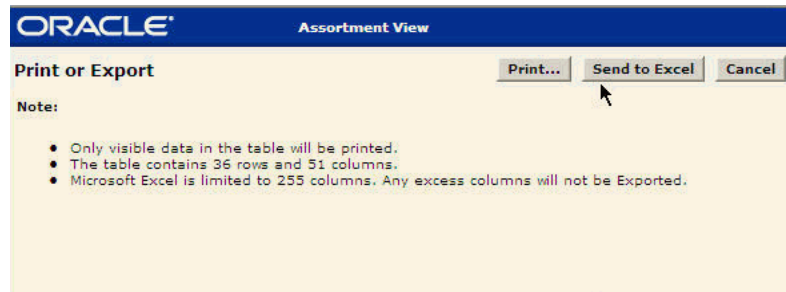 ORACLE Assortment View
Print or Export Print... Send to Excel Cancel
Note:
Only visible data in the table will be printed.
The table contains 36 rows and 51 columns.
Microsoft Excel is limited to 255 columns. Any excess columns will not be Exported.